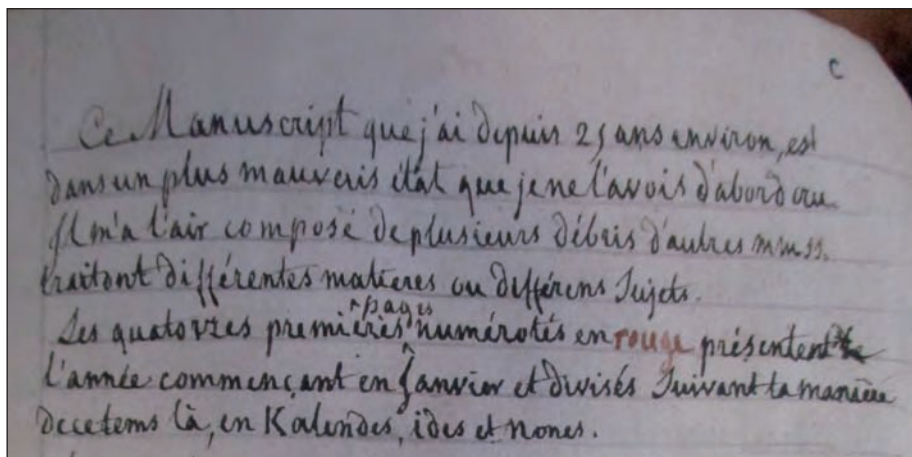 c
Ce Manuscript que j'ai depuis 25 ans environ, est
dans un plus mauvais état que je ne l'avois d'abord cru
Il m'a l'air composé de plusieurs débris d'autres mmss.
traitant différentes matieres ou différens Sujets.
Les quatorzes premières ^pages numérotés en rouge présentent
l'année commençant en Janvier et divisés Suivant la manière
de ce tems là, en Kalendes, ides et nones.